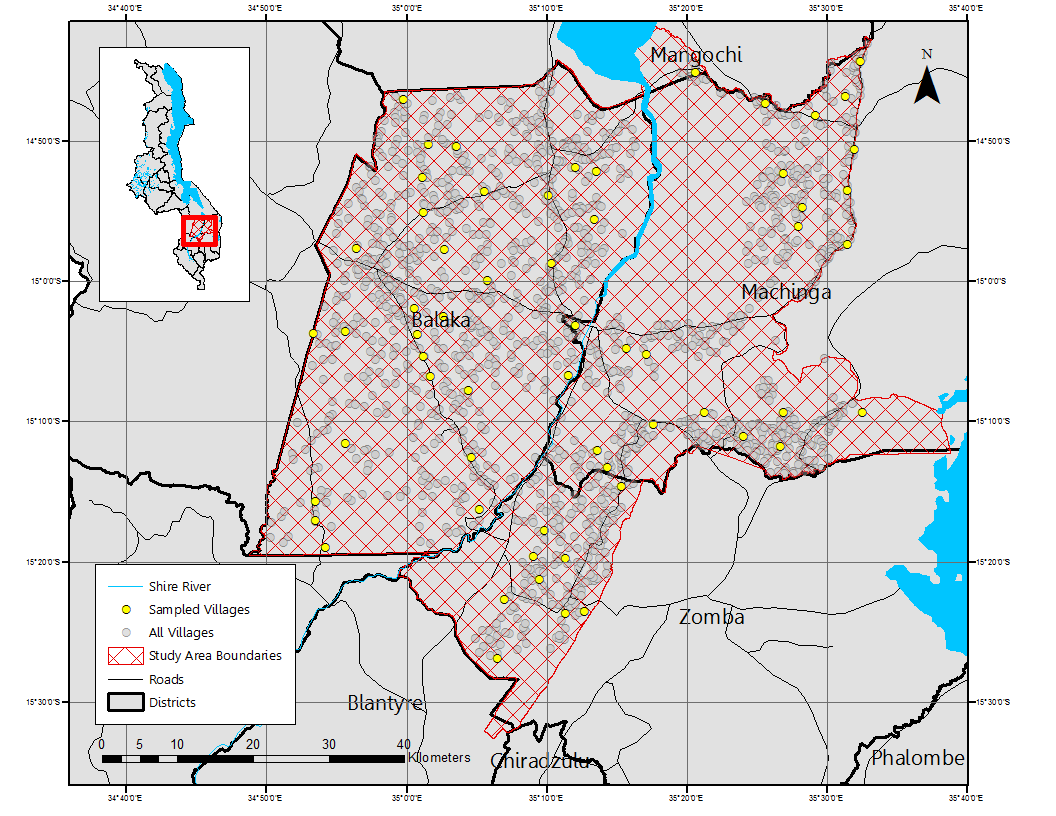 34°40'0"E 34°50'0"E 35°0'0"E 35°10'0"E 35°20'0"E 35°30'0"E 35°40'0"E
N
Mangochi
14°50'0"S 14°50'0"S
15°0'0"S 15°0'0"S
Machinga
Balaka
15°10'0"S 15°10'0"S
15°20'0"S 15°20'0"S
Shire River
Sampled Villages
All Villages
Study Area Boundaries
Roads
Districts
Zomba
15°30'0"S 15°30'0"S
Blantyre
0 5 10 20 30 40
Kilometers
Chiradzulu
Phalombe
34°40'0"E 34°50'0"E 35°0'0"E 35°10'0"E 35°20'0"E 35°30'0"E 35°40'0"E